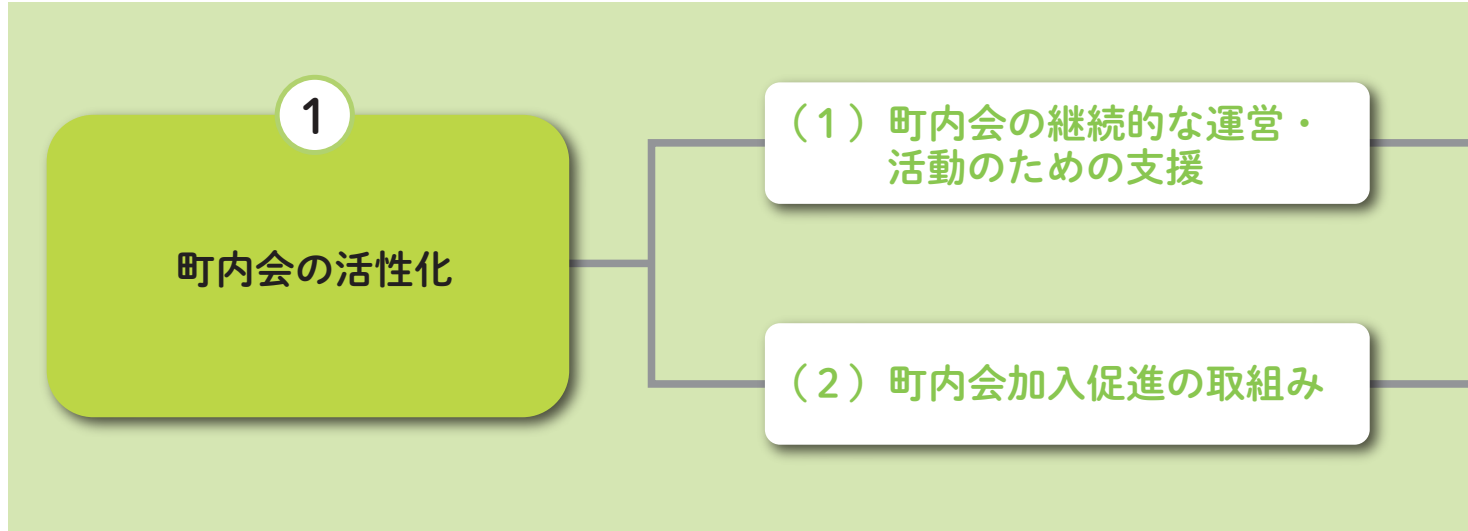 1
町内会の活性化
（1）町内会の継続的な運営・
活動のための支援
（2）町内会加入促進の取組み